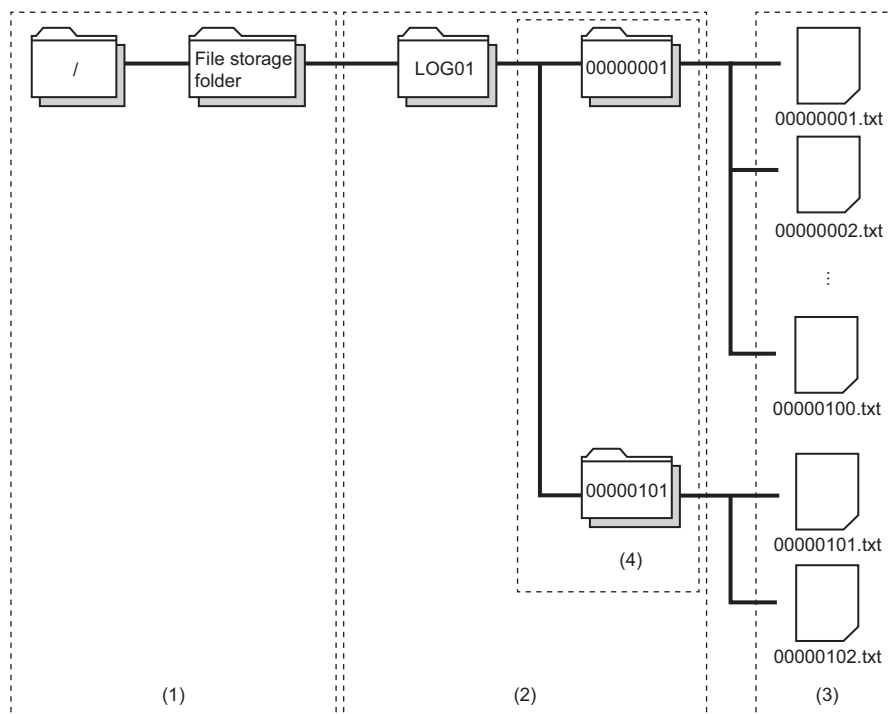 /
File storage
folder
LOG01
00000001
00000001.txt
00000002.txt
⋮
00000100.txt
00000101
00000101.txt
(4)
00000102.txt
(1)
(2)
(3)